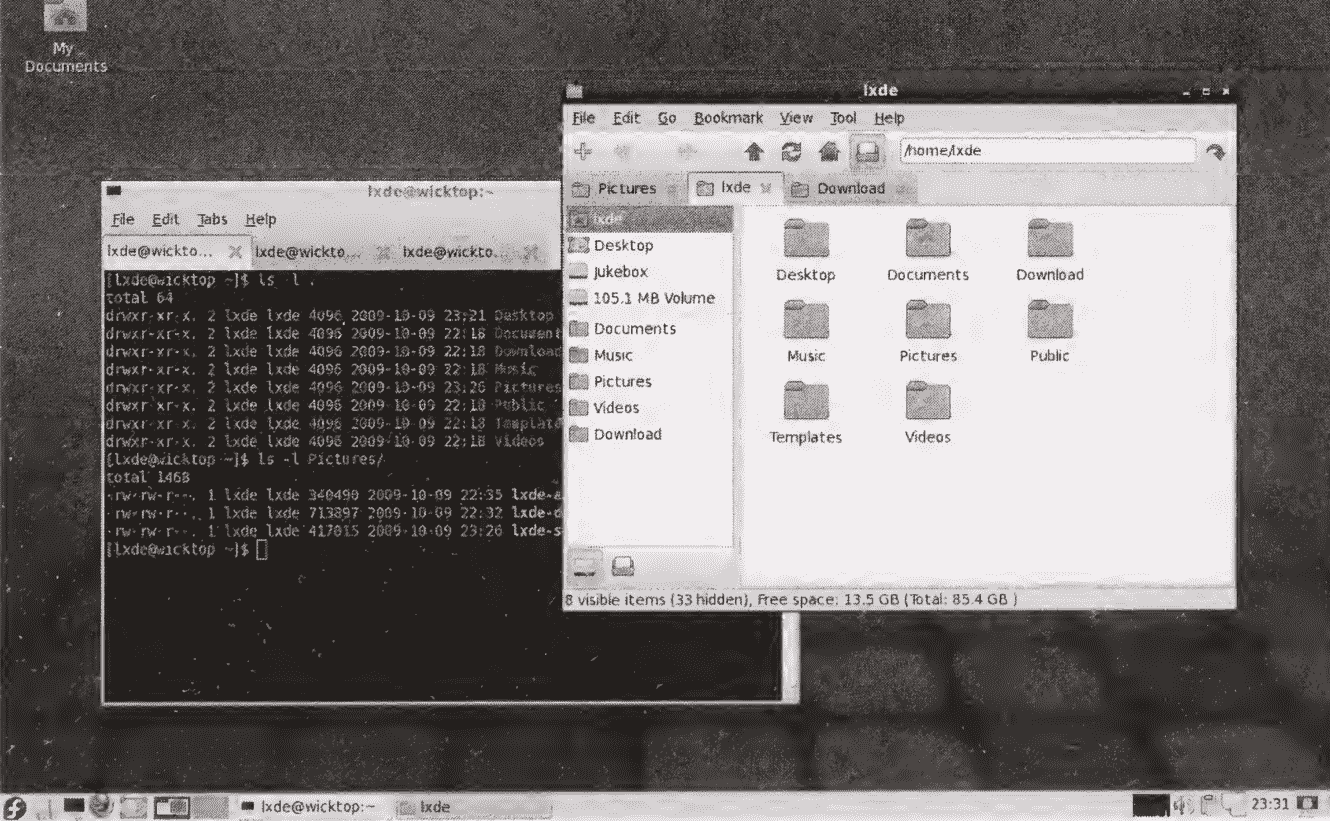 My
Documents
lxde
File Edit Go Bookmark View Tool Help
/home/lxde
Pictures lxde Download
lxde
Desktop
Jukebox
105.1 MB Volume
Documents
Music
Pictures
Videos
Download
Desktop Documents Download
Music Pictures Public
Templates Videos
8 visible items (33 hidden), Free space: 13.5 GB (Total: 85.4 GB )
lxde@wicktop:~
File Edit Tabs Help
lxde@wickto... lxde@wickto... lxde@wickto...
[lxde@wicktop ~]$ ls -l .
total 64
drwxr-xr-x. 2 lxde lxde 4096 2009-10-09 23:21 Desktop
drwxr-xr-x. 2 lxde lxde 4096 2009-10-09 22:18 Document
drwxr-xr-x. 2 lxde lxde 4096 2009-10-09 22:18 Download
drwxr-xr-x. 2 lxde lxde 4096 2009-10-09 22:18 Music
drwxr-xr-x. 2 lxde lxde 4096 2009-10-09 23:26 Pictures
drwxr-xr-x. 2 lxde lxde 4096 2009-10-09 22:18 Public
drwxr-xr-x. 2 lxde lxde 4096 2009-10-09 22:18 Template
drwxr-xr-x. 2 lxde lxde 4096 2009-10-09 22:18 Videos
[lxde@wicktop ~]$ ls -l Pictures/
total 1468
-rw-rw-r--. 1 lxde lxde 340490 2009-10-09 22:35 lxde-a
-rw-rw-r--. 1 lxde lxde 713897 2009-10-09 22:32 lxde-d
-rw-rw-r--. 1 lxde lxde 417015 2009-10-09 23:26 lxde-s
[lxde@wicktop ~]$
lxde@wicktop:~ lxde 23:31